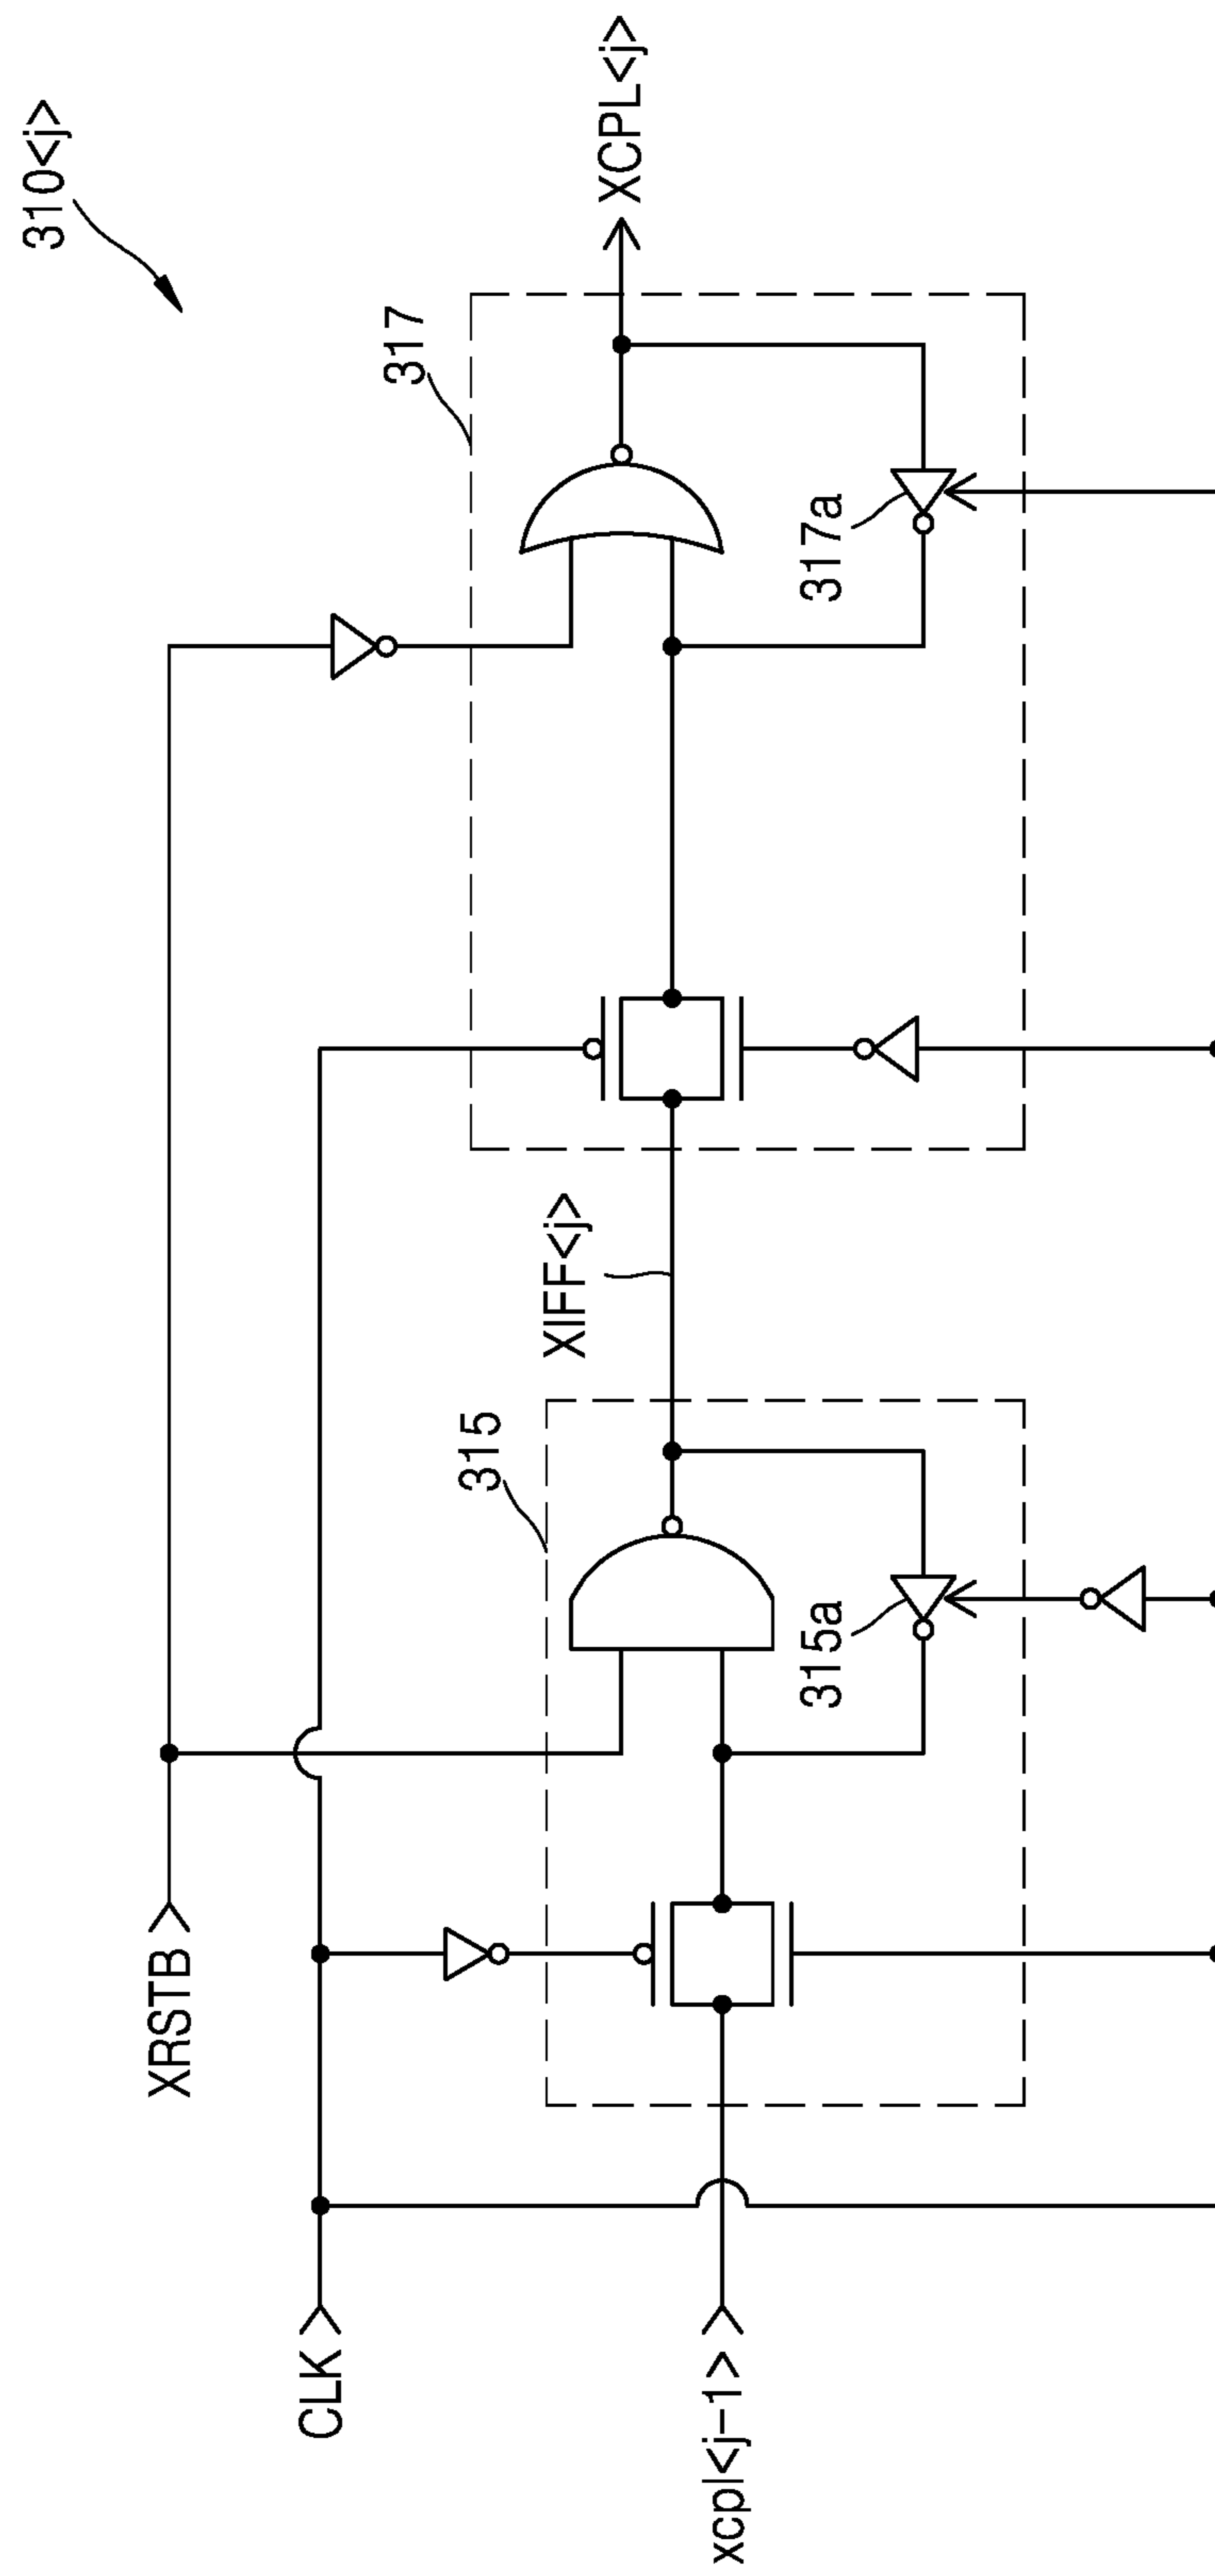 310<j>
XRSTB
CLK
xcpl<j-1>
315
315a
XIFF<j>
317
317a
XCPL<j>